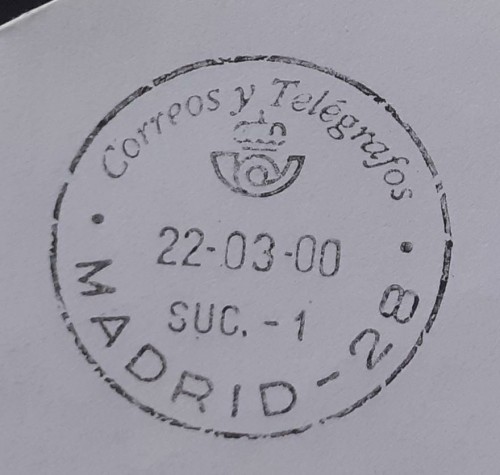 Correos y Telégrafos
22-03-00
SUC. - 1
MADRID - 28